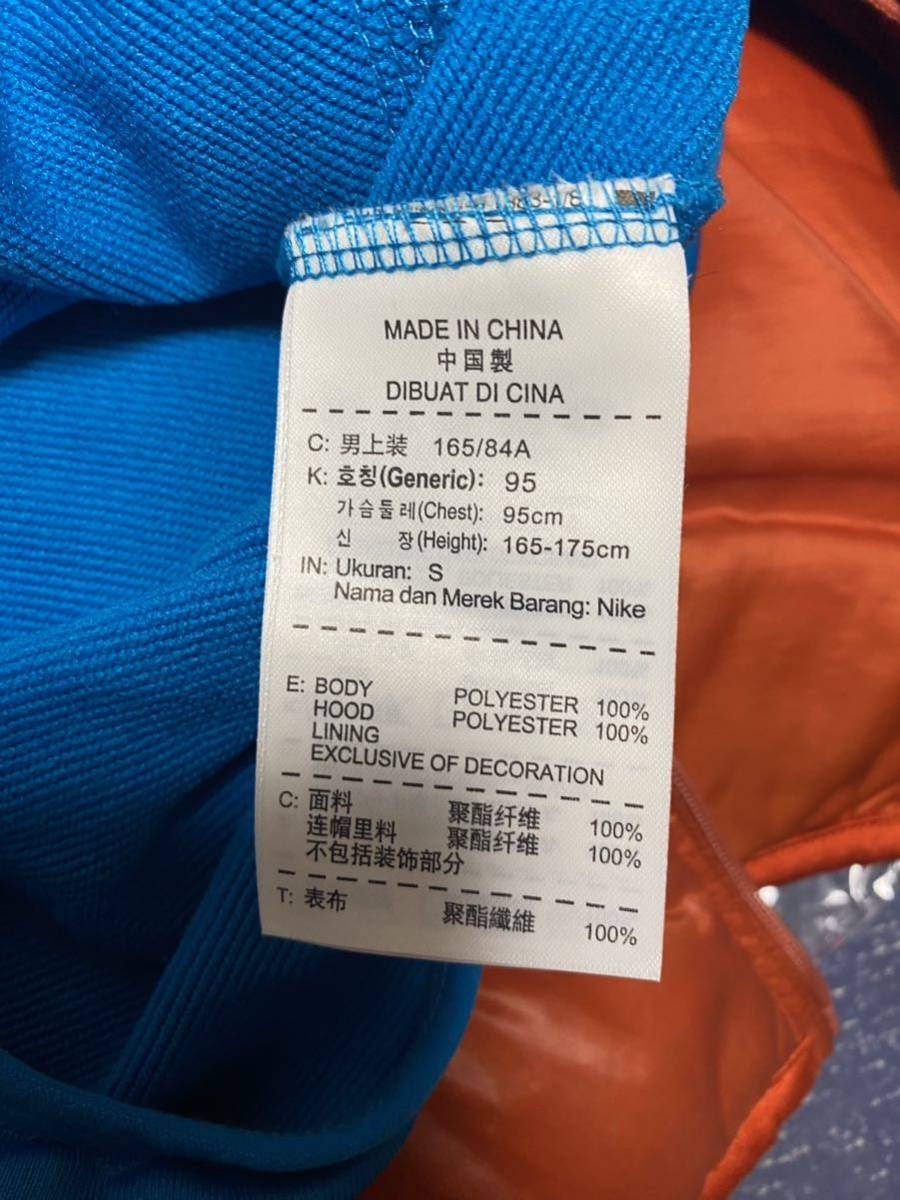 MADE IN CHINA
中国製
DIBUAT DI CINA
C: 男上装 165/84A
K: 호칭(Generic): 95
가슴둘레(Chest): 95cm
신 장(Height): 165-175cm
IN: Ukuran: S
Nama dan Merek Barang: Nike
E: BODY POLYESTER 100%
HOOD POLYESTER 100%
LINING
EXCLUSIVE OF DECORATION
C: 面料 聚酯纤维 100%
连帽里料 聚酯纤维 100%
不包括装饰部分
T: 表布 聚酯纖維 100%